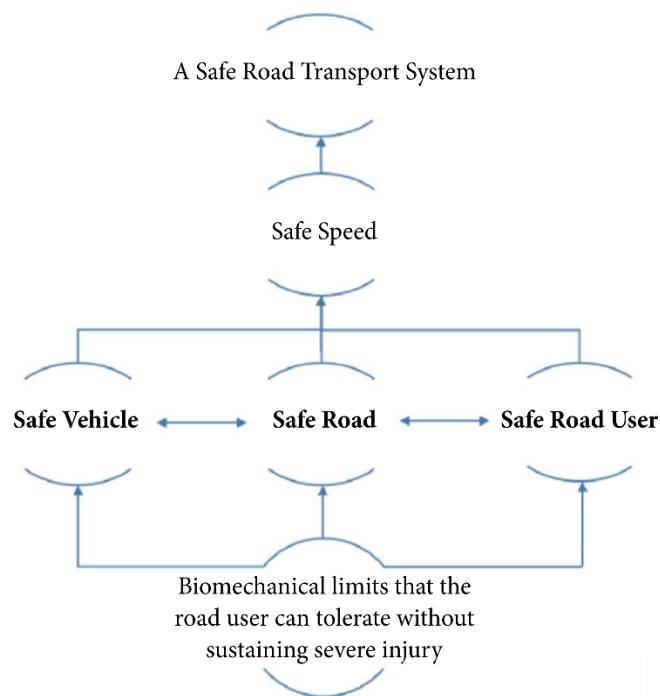 A Safe Road Transport System
Safe Speed
Safe Vehicle
Safe Road
Safe Road User
Biomechanical limits that the
road user can tolerate without
sustaining severe injury